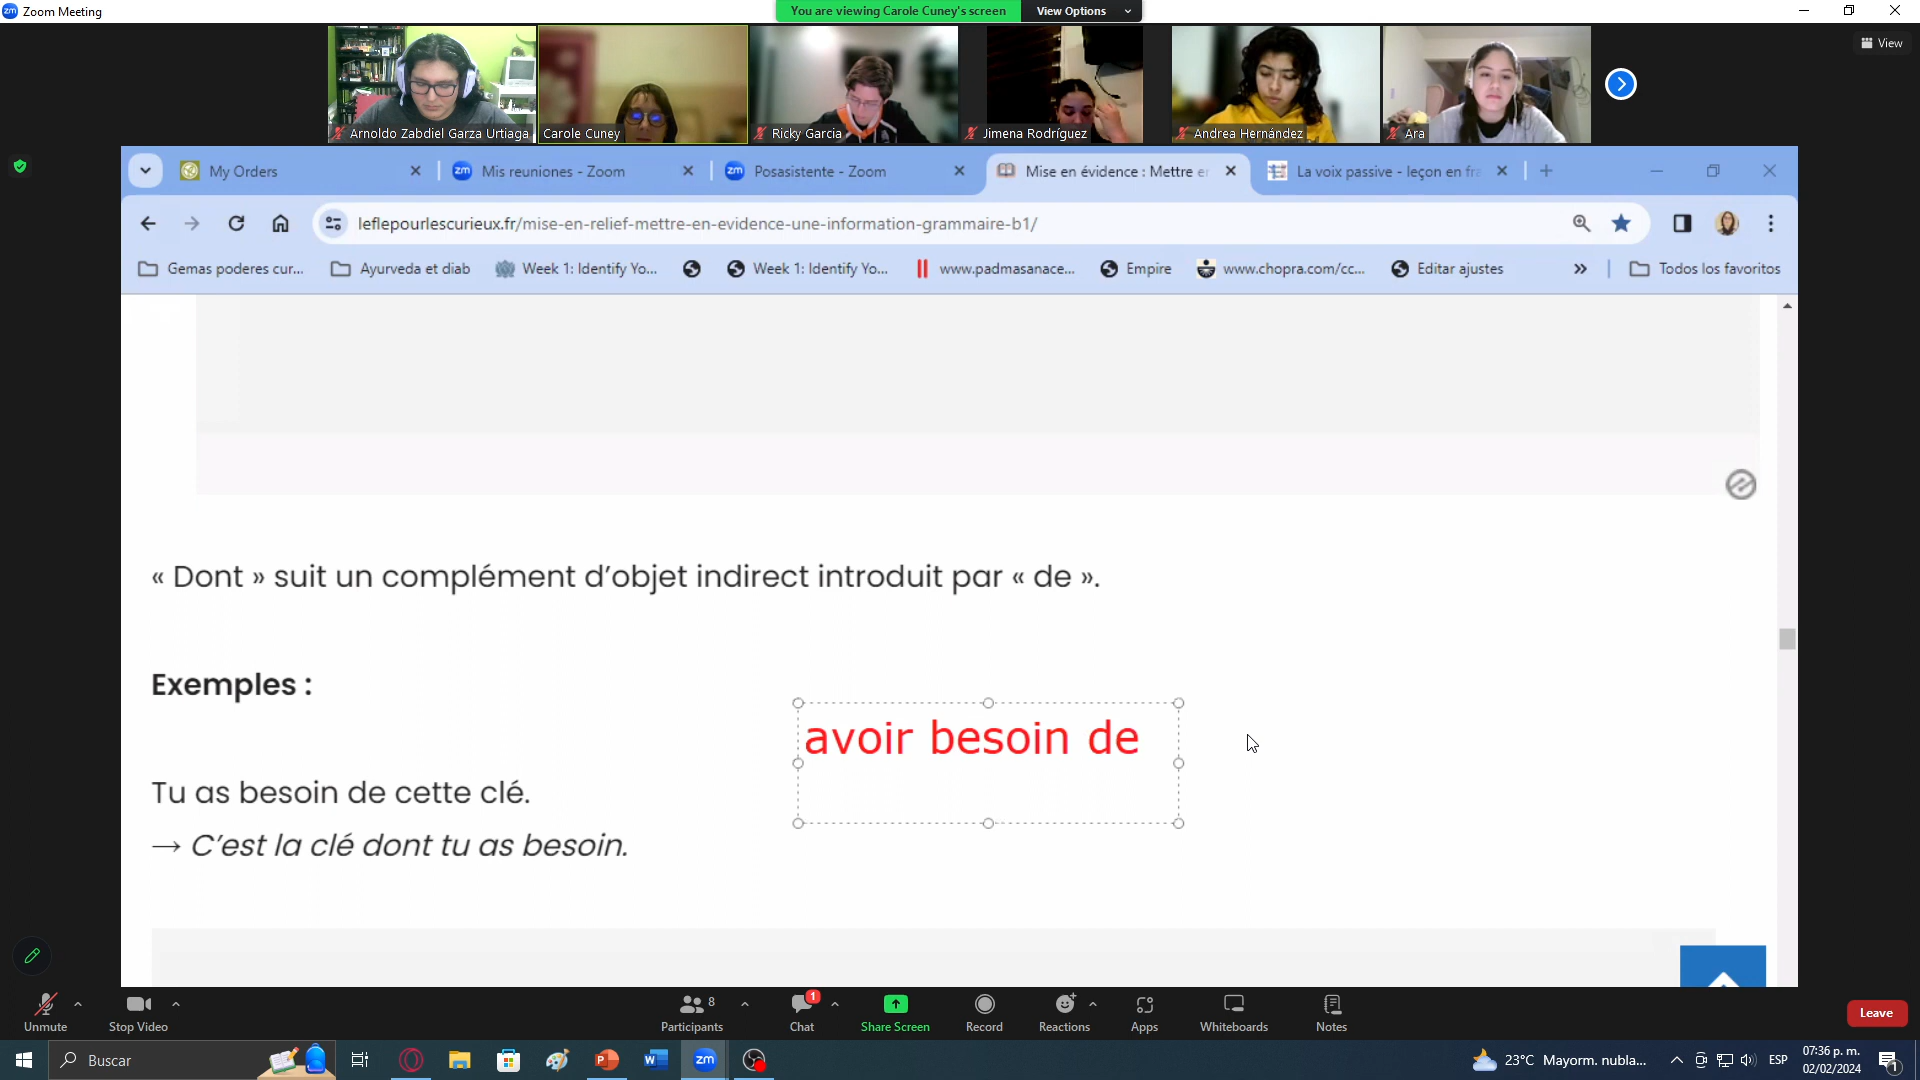 Zoom Meeting
You are viewing Carole Cuney's screen
View Options
View
Arnoldo Zabdiel Garza Urtiaga
Carole Cuney
Ricky Garcia
Jimena Rodríguez
Andrea Hernández
Ara
My Orders
Mis reuniones - Zoom
Posasistente - Zoom
Mise en évidence : Mettre er
La voix passive - leçon en fra
leflepourlescurieux.fr/mise-en-relief-mettre-en-evidence-une-information-grammaire-b1/
Gemas poderes cur...
Ayurveda et diab
Week 1: Identify Yo...
Week 1: Identify Yo...
www.padmasanace...
Empire
www.chopra.com/cc...
Editar ajustes
Todos los favoritos
« Dont » suit un complément d'objet indirect introduit par « de ».
Exemples :
avoir besoin de
Tu as besoin de cette clé.
→ C'est la clé dont tu as besoin.
Unmute
Stop Video
Participants
8
Chat
1
Share Screen
Record
Reactions
Apps
Whiteboards
Notes
Leave
Buscar
23°C Mayorm. nubla...
ESP
07:36 p. m.
02/02/2024
1